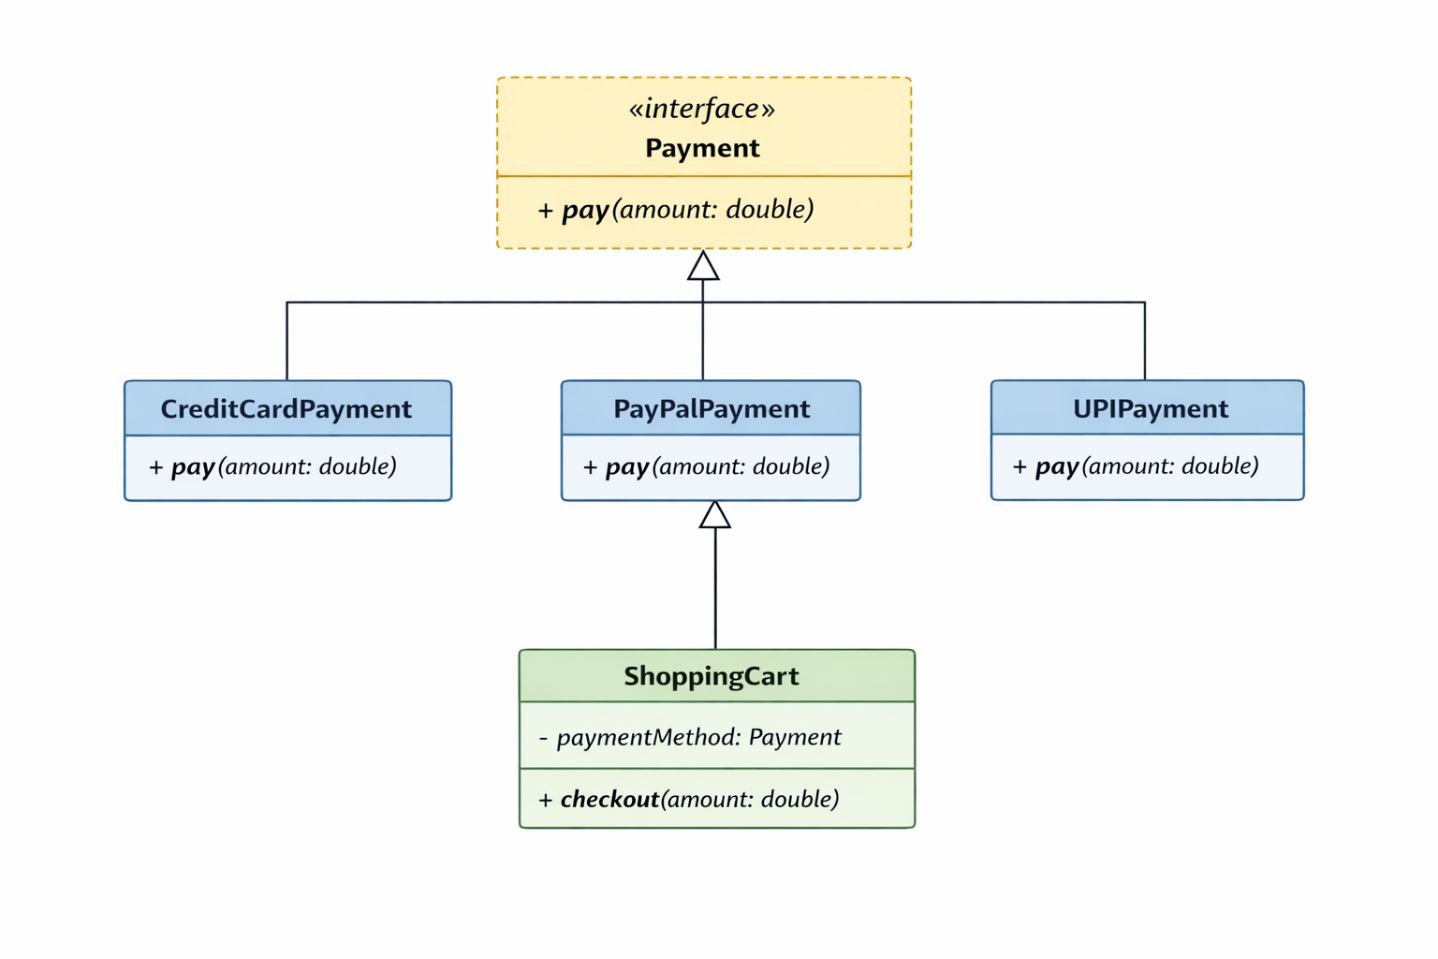 «interface»
Payment
+ pay(amount: double)
CreditCardPayment
+ pay(amount: double)
PayPalPayment
+ pay(amount: double)
UPIPayment
+ pay(amount: double)
ShoppingCart
- paymentMethod: Payment
+ checkout(amount: double)